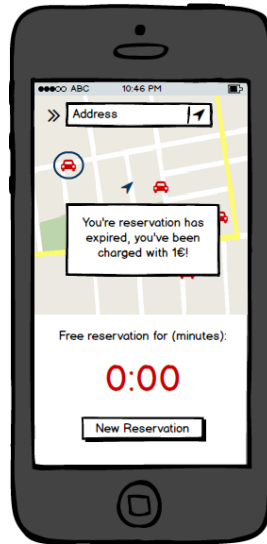 ABC 10:46 PM
Address
You're reservation has
expired, you've been
charged with 1€!
Free reservation for (minutes):
0:00
New Reservation